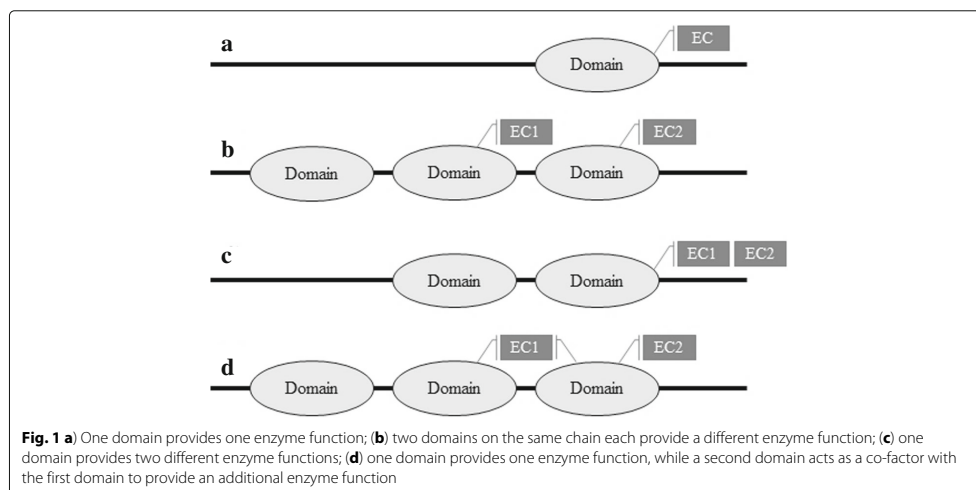 a
EC
Domain
b
EC1 EC2
Domain Domain Domain
c
EC1 EC2
Domain Domain
d
EC1 EC2
Domain Domain Domain
Fig. 1 a) One domain provides one enzyme function; (b) two domains on the same chain each provide a different enzyme function; (c) one
domain provides two different enzyme functions; (d) one domain provides one enzyme function, while a second domain acts as a co-factor with
the first domain to provide an additional enzyme function